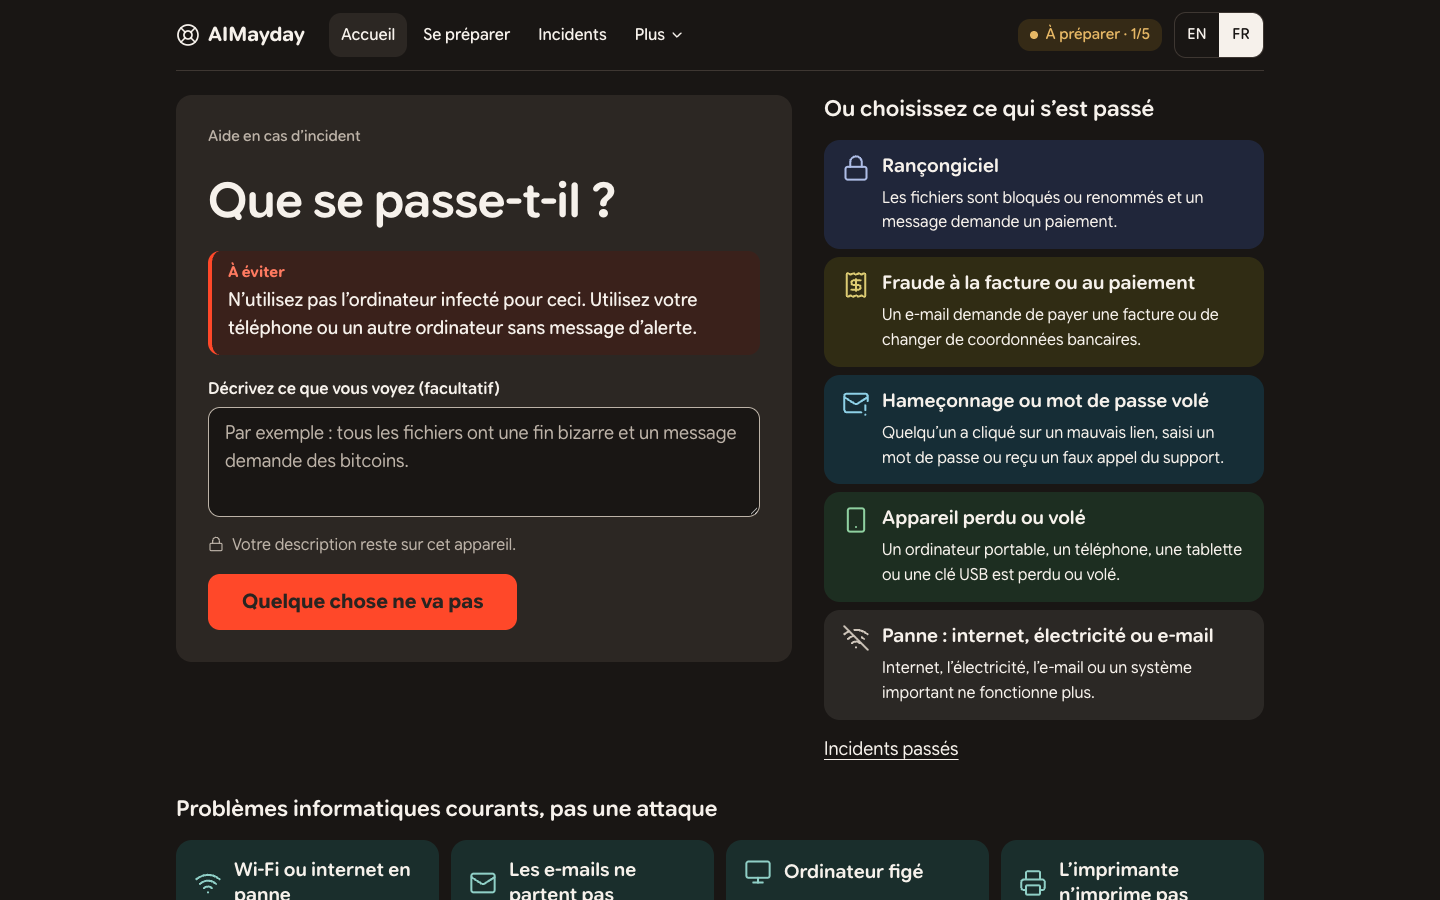 AIMayday
Accueil
Se préparer
Incidents
Plus
À préparer · 1/5
EN
FR
Aide en cas d’incident
Que se passe-t-il ?
À éviter
N’utilisez pas l’ordinateur infecté pour ceci. Utilisez votre
téléphone ou un autre ordinateur sans message d’alerte.
Décrivez ce que vous voyez (facultatif)
Par exemple : tous les fichiers ont une fin bizarre et un message
demande des bitcoins.
Votre description reste sur cet appareil.
Quelque chose ne va pas
Ou choisissez ce qui s’est passé
Rançongiciel
Les fichiers sont bloqués ou renommés et un
message demande un paiement.
Fraude à la facture ou au paiement
Un e-mail demande de payer une facture ou de
changer de coordonnées bancaires.
Hameçonnage ou mot de passe volé
Quelqu’un a cliqué sur un mauvais lien, saisi un
mot de passe ou reçu un faux appel du support.
Appareil perdu ou volé
Un ordinateur portable, un téléphone, une tablette
ou une clé USB est perdu ou volé.
Panne : internet, électricité ou e-mail
Internet, l’électricité, l’e-mail ou un système
important ne fonctionne plus.
Incidents passés
Problèmes informatiques courants, pas une attaque
Wi-Fi ou internet en
panne
Les e-mails ne
partent pas
Ordinateur figé
L’imprimante
n’imprime pas